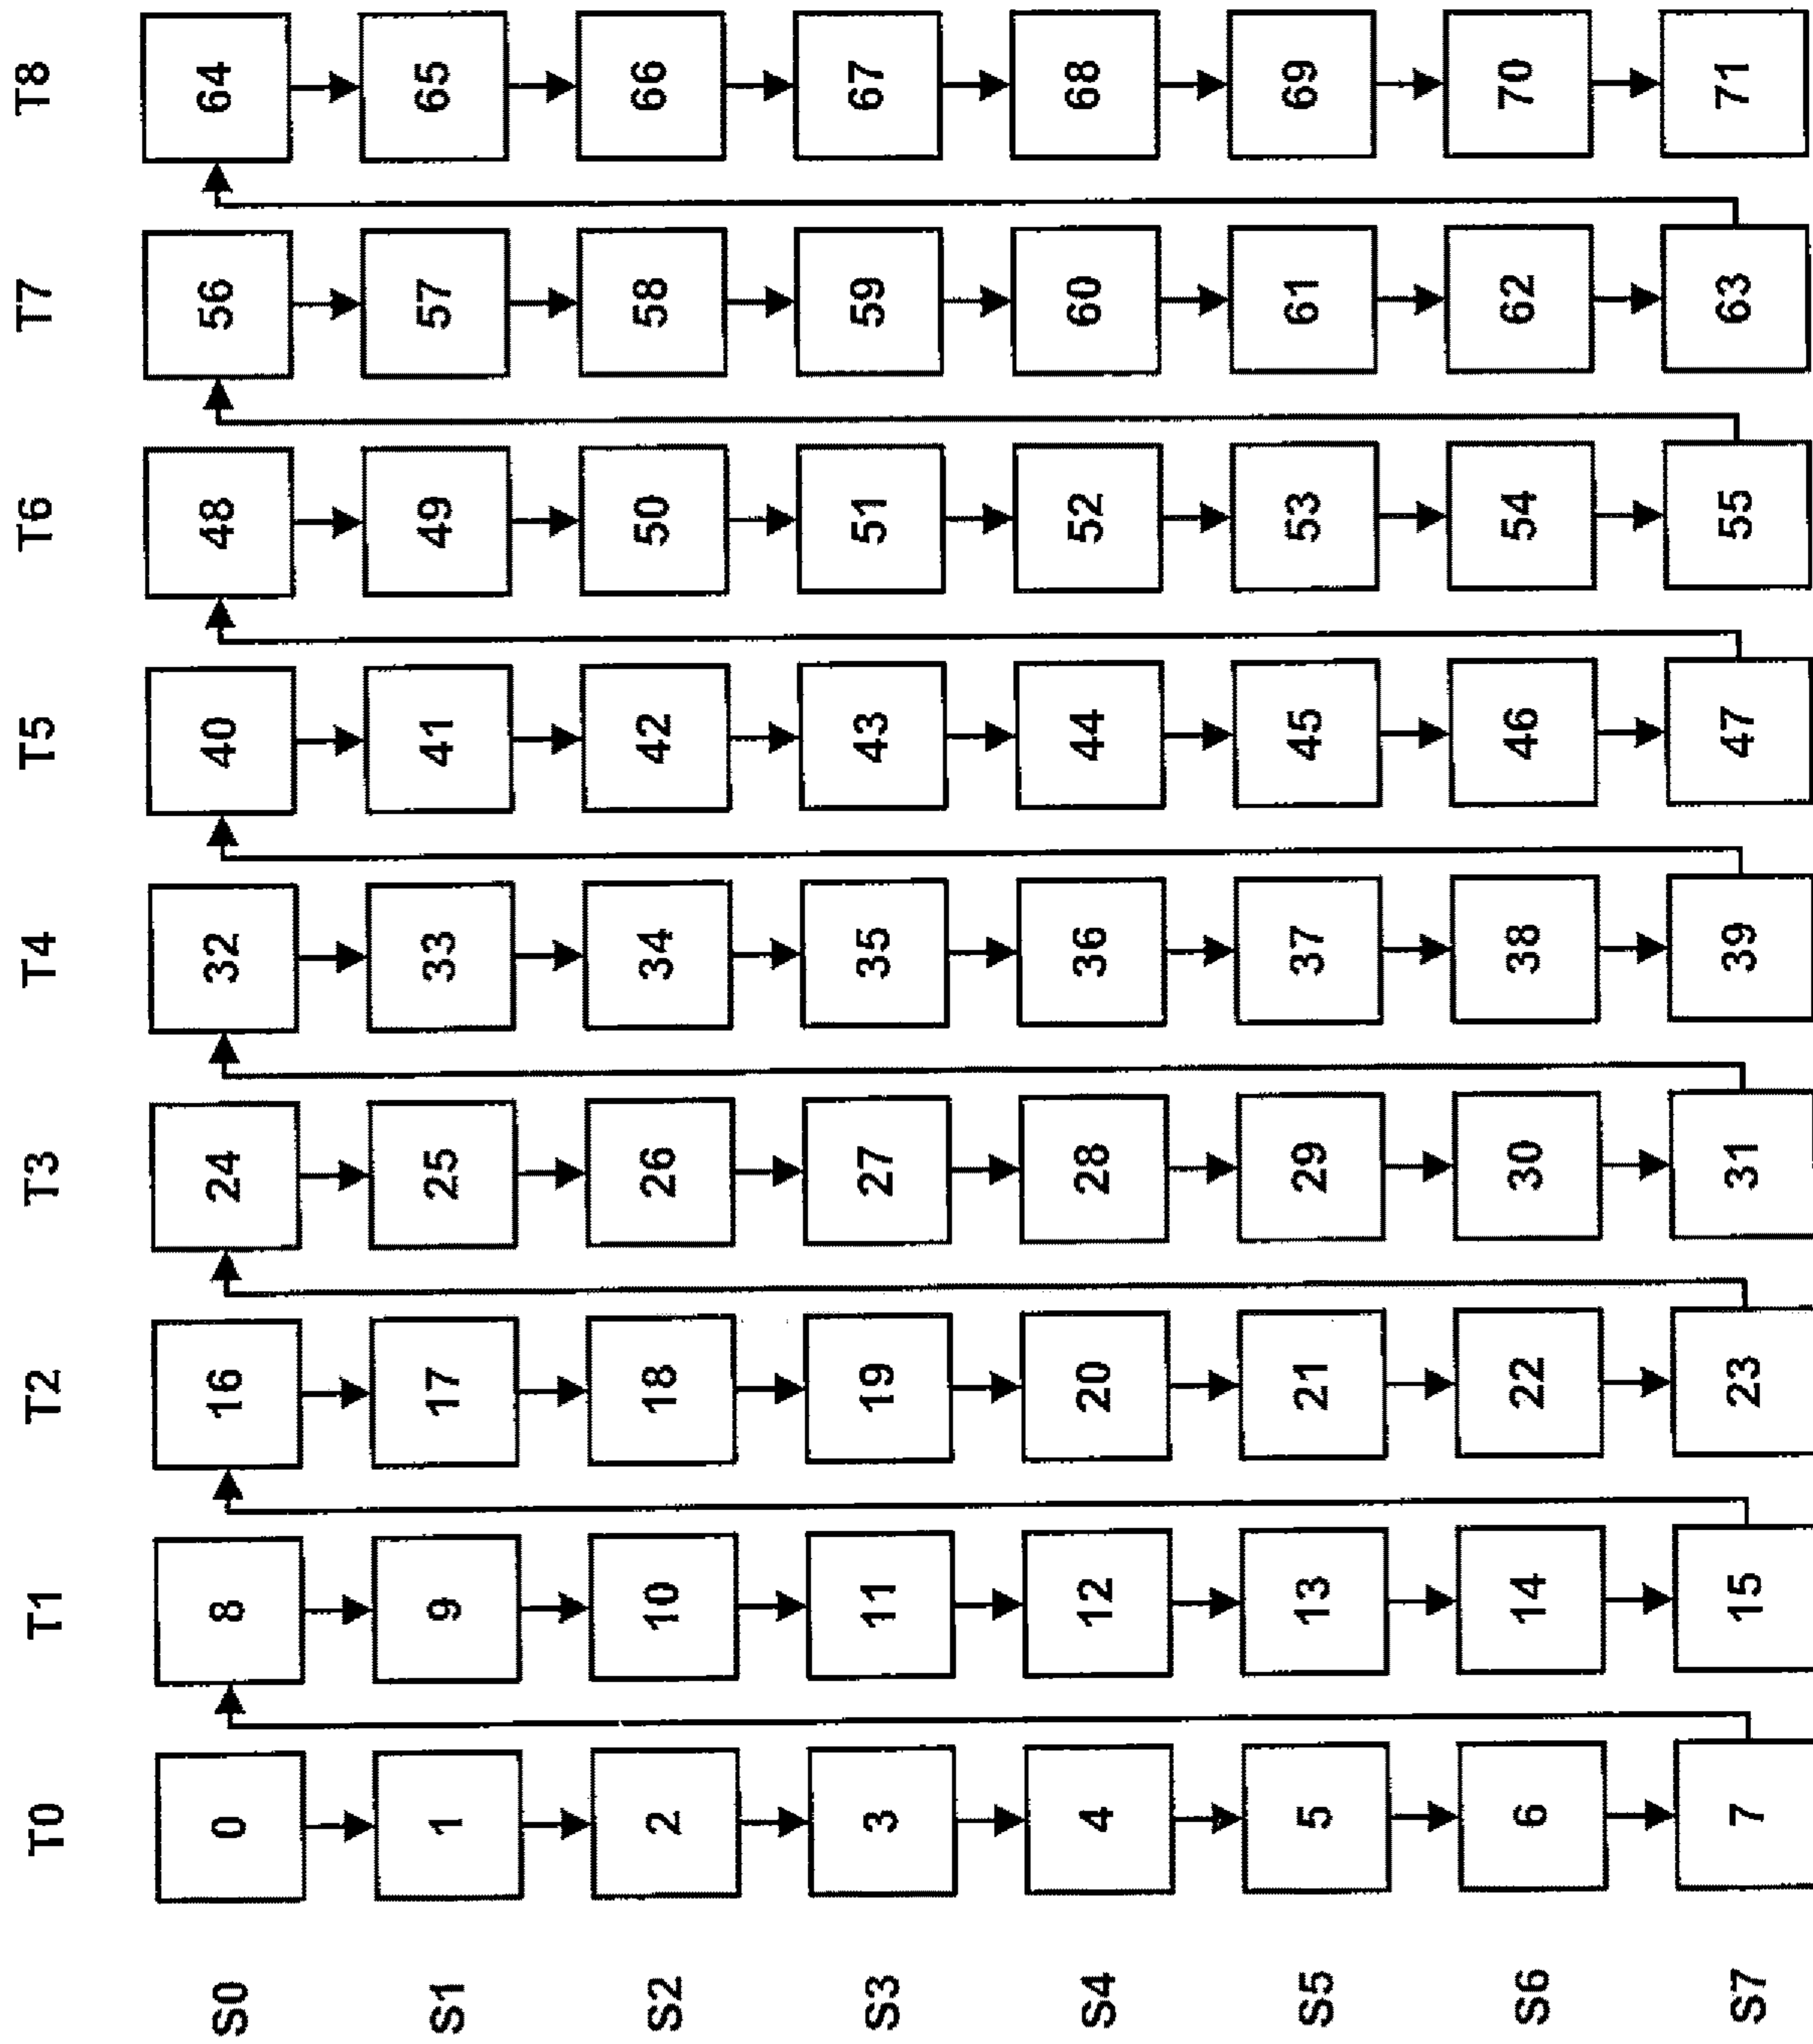 T0 T1 T2 T3 T4 T5 T6 T7 T8
S0 0 8 16 24 32 40 48 56 64
S1 1 9 17 25 33 41 49 57 65
S2 2 10 18 26 34 42 50 58 66
S3 3 11 19 27 35 43 51 59 67
S4 4 12 20 28 36 44 52 60 68
S5 5 13 21 29 37 45 53 61 69
S6 6 14 22 30 38 46 54 62 70
S7 7 15 23 31 39 47 55 63 71